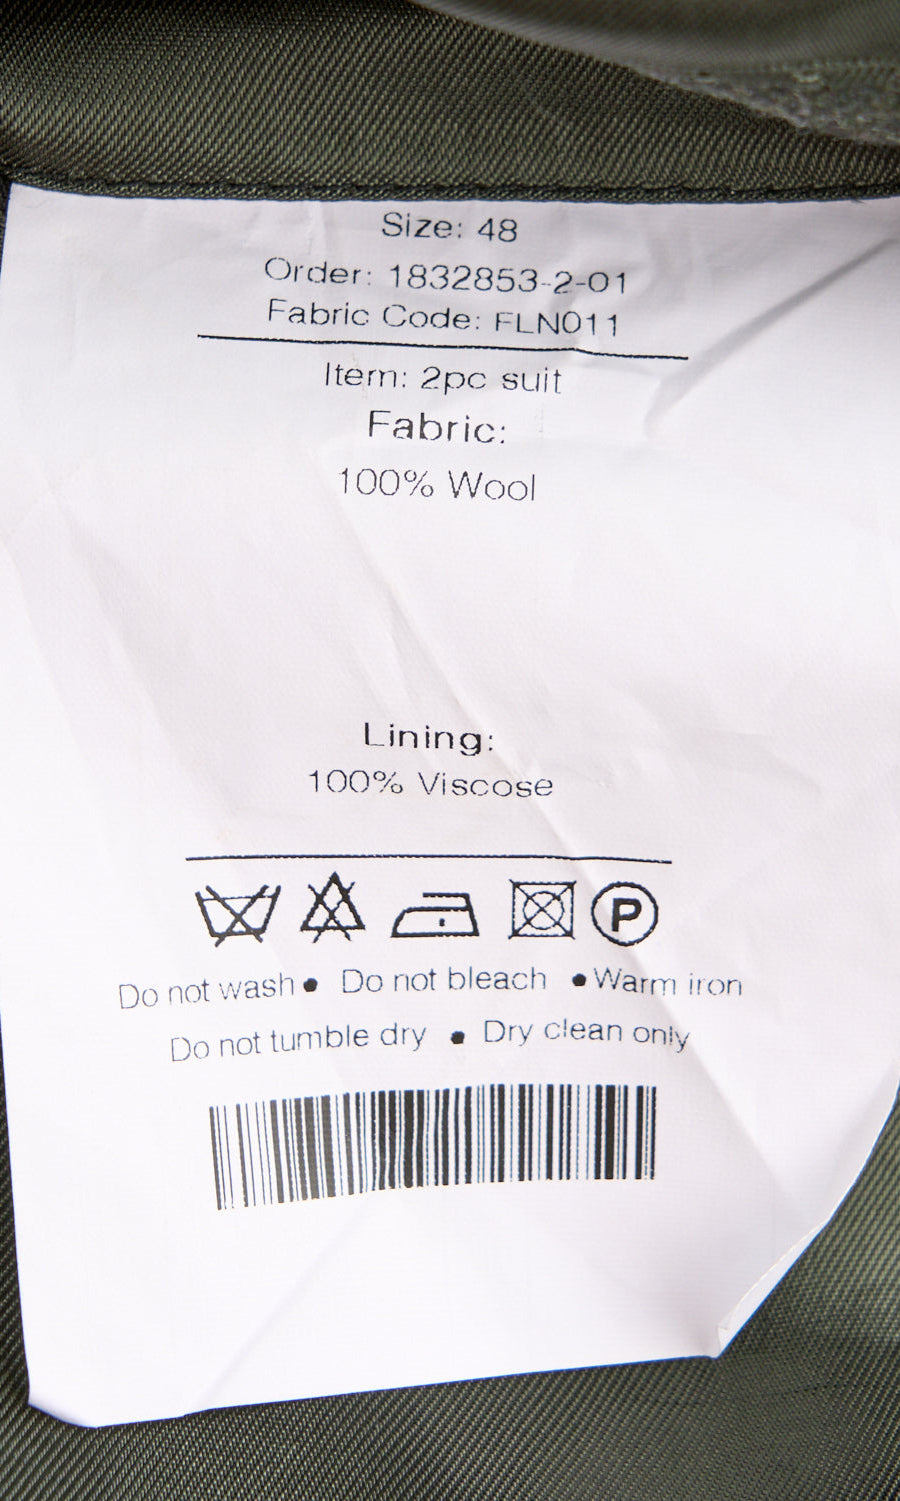 Size: 48
Order: 1832853-2-01
Fabric Code: FLN011
Item: 2pc suit
Fabric:
100% Wool
Lining:
100% Viscose
P
Do not wash • Do not bleach • Warm iron
Do not tumble dry • Dry clean only